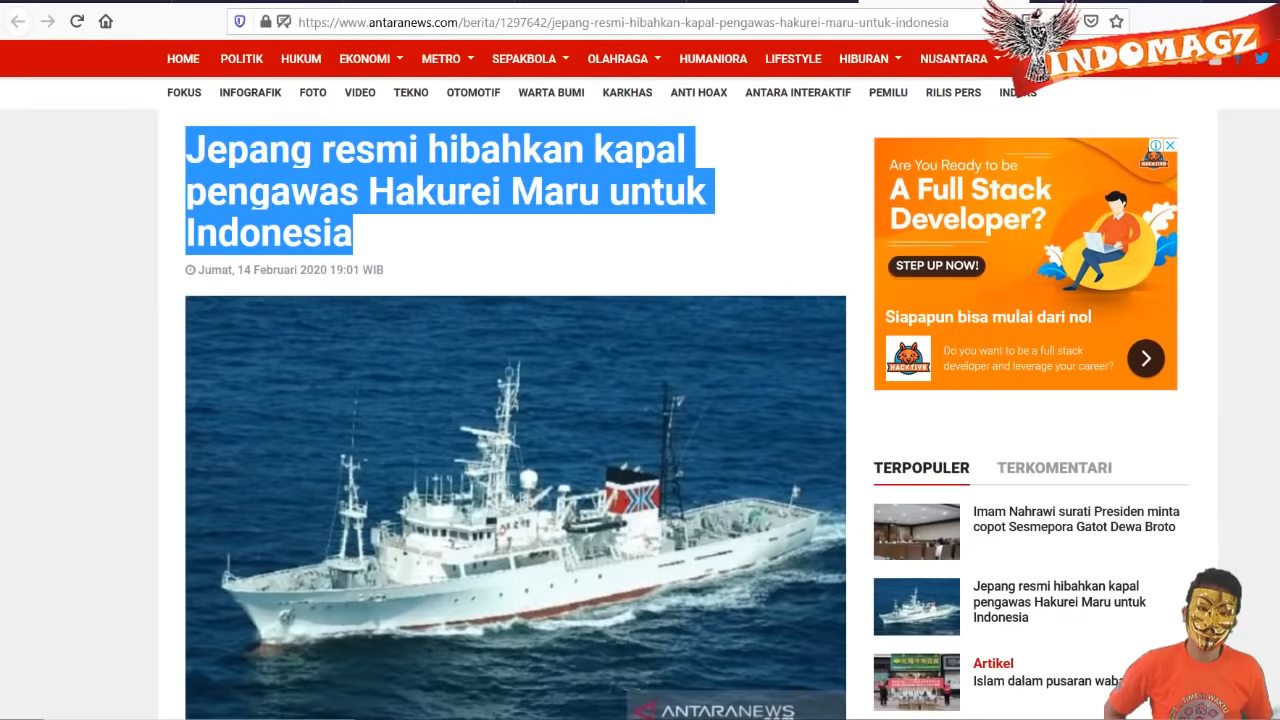 https://www.antaranews.com/berita/1297642/jepang-resmi-hibahkan-kapal-pengawas-hakurei-maru-untuk-indonesia
INDOMAGZ
HOME POLITIK HUKUM EKONOMI METRO SEPAKBOLA OLAHRAGA HUMANIORA LIFESTYLE HIBURAN NUSANTARA
FOKUS INFOGRAFIK FOTO VIDEO TEKNO OTOMOTIF WARTA BUMI KARKHAS ANTI HOAX ANTARA INTERAKTIF PEMILU RILIS PERS
Jepang resmi hibahkan kapal
pengawas Hakurei Maru untuk
Indonesia
Jumat, 14 Februari 2020 19:01 WIB
ANTARANEWS
Are You Ready to be
A Full Stack
Developer?
STEP UP NOW!
Siapapun bisa mulai dari nol
HACKTIV8
Do you want to be a full stack
developer and leverage your career?
TERPOPULER TERKOMENTARI
Imam Nahrawi surati Presiden minta
copot Sesmepora Gatot Dewa Broto
Jepang resmi hibahkan kapal
pengawas Hakurei Maru untuk
Indonesia
Artikel
Islam dalam pusaran